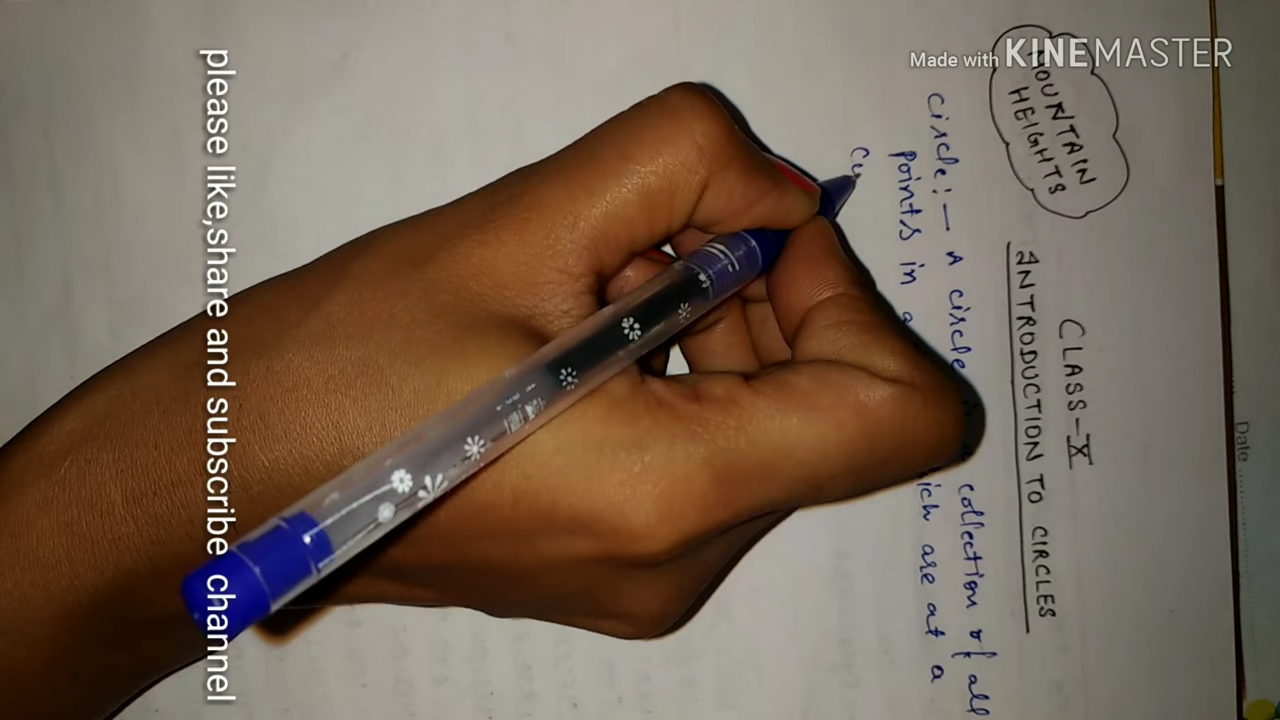 Made with KINEMASTER
MOUNTAIN
HEIGHTS
CLASS-X
INTRODUCTION TO CIRCLES
Circle:- A circle collection of all
points in a are at a
please like,share and subscribe channel
Date